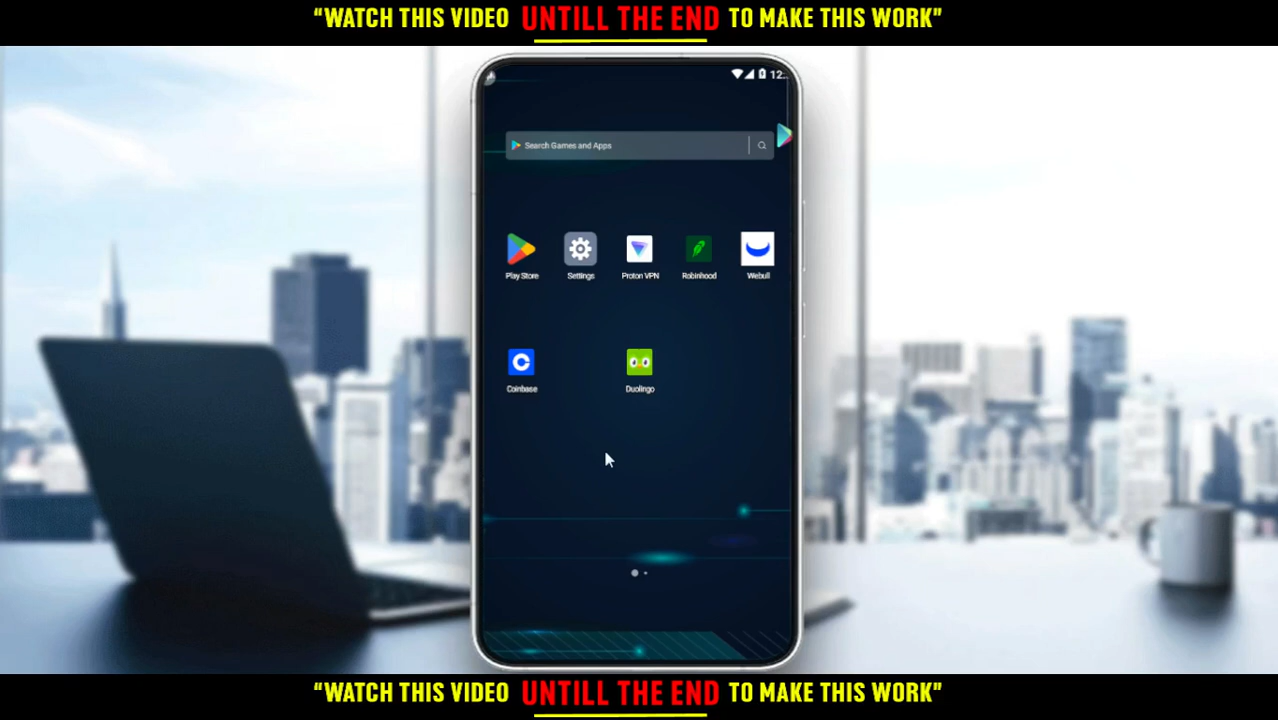 “WATCH THIS VIDEO UNTILL THE END TO MAKE THIS WORK”
12:
Search Games and Apps
Play Store Settings Proton VPN Robinhood Webull
Coinbase Duolingo
“WATCH THIS VIDEO UNTILL THE END TO MAKE THIS WORK”